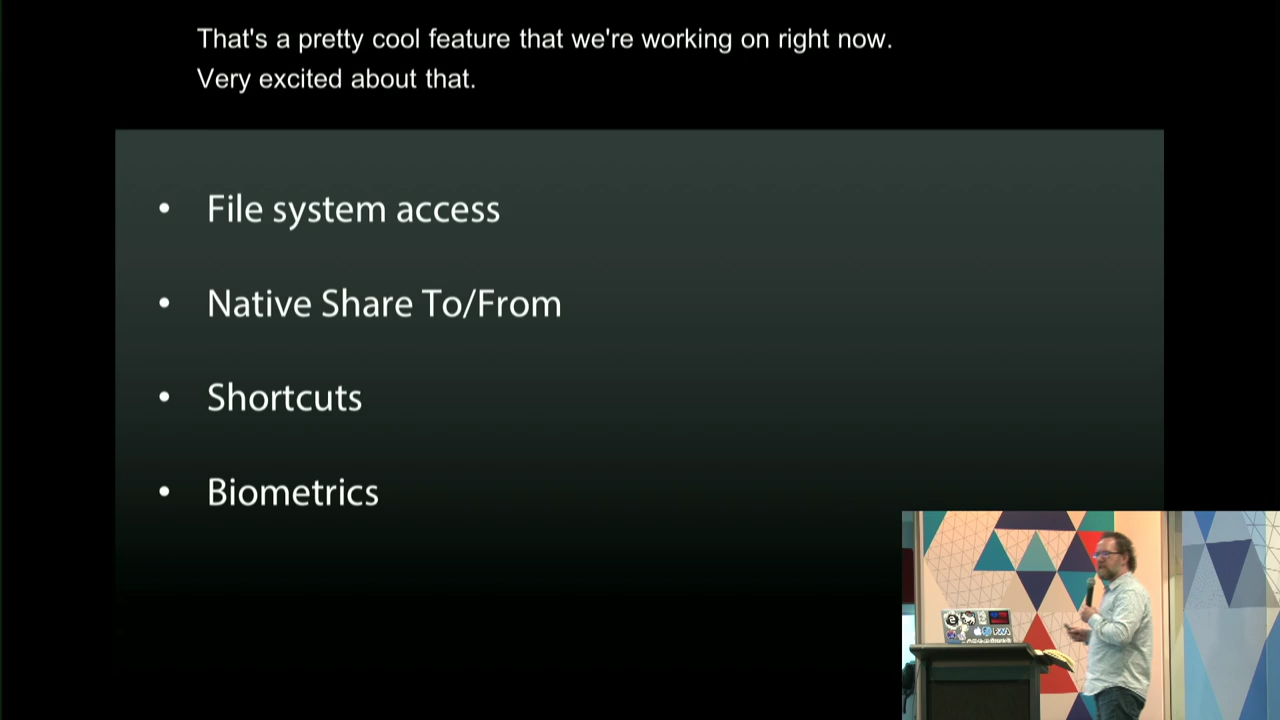 That's a pretty cool feature that we're working on right now.
Very excited about that.
• File system access
• Native Share To/From
• Shortcuts
• Biometrics
PWA